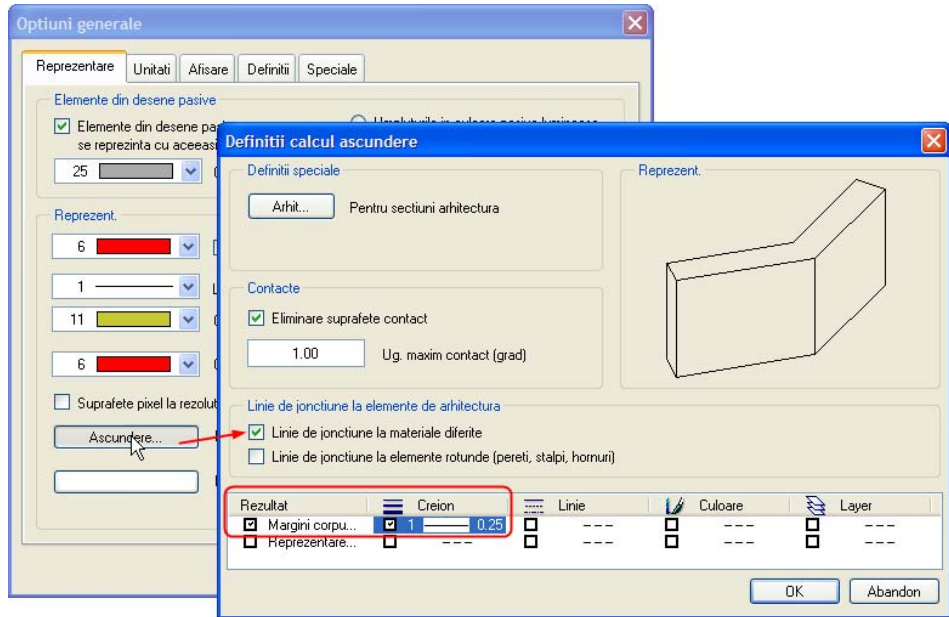 Optiuni generale
Reprezentare Unitati Afisare Definitii Speciale
Elemente din desene pasive
Elemente din desene
se reprezinta cu
25
Reprezent.
6
1
11
6
Suprafete pixel la
Ascundere...
Definitii calcul ascundere
Definitii speciale
Arhit... Pentru sectiuni arhitectura
Reprezent.
Contacte
Eliminare suprafete contact
1.00 Ug. maxim contact (grad)
Linie de jonctiune la elemente de arhitectura
Linie de jonctiune la materiale diferite
Linie de jonctiune la elemente rotunde (pereti, stalpi, hornuri)
Rezultat Creion Linie Culoare Layer
Margini corpu... 1 0.25 --- --- ---
Reprezentare... --- --- --- ---
OK Abandon